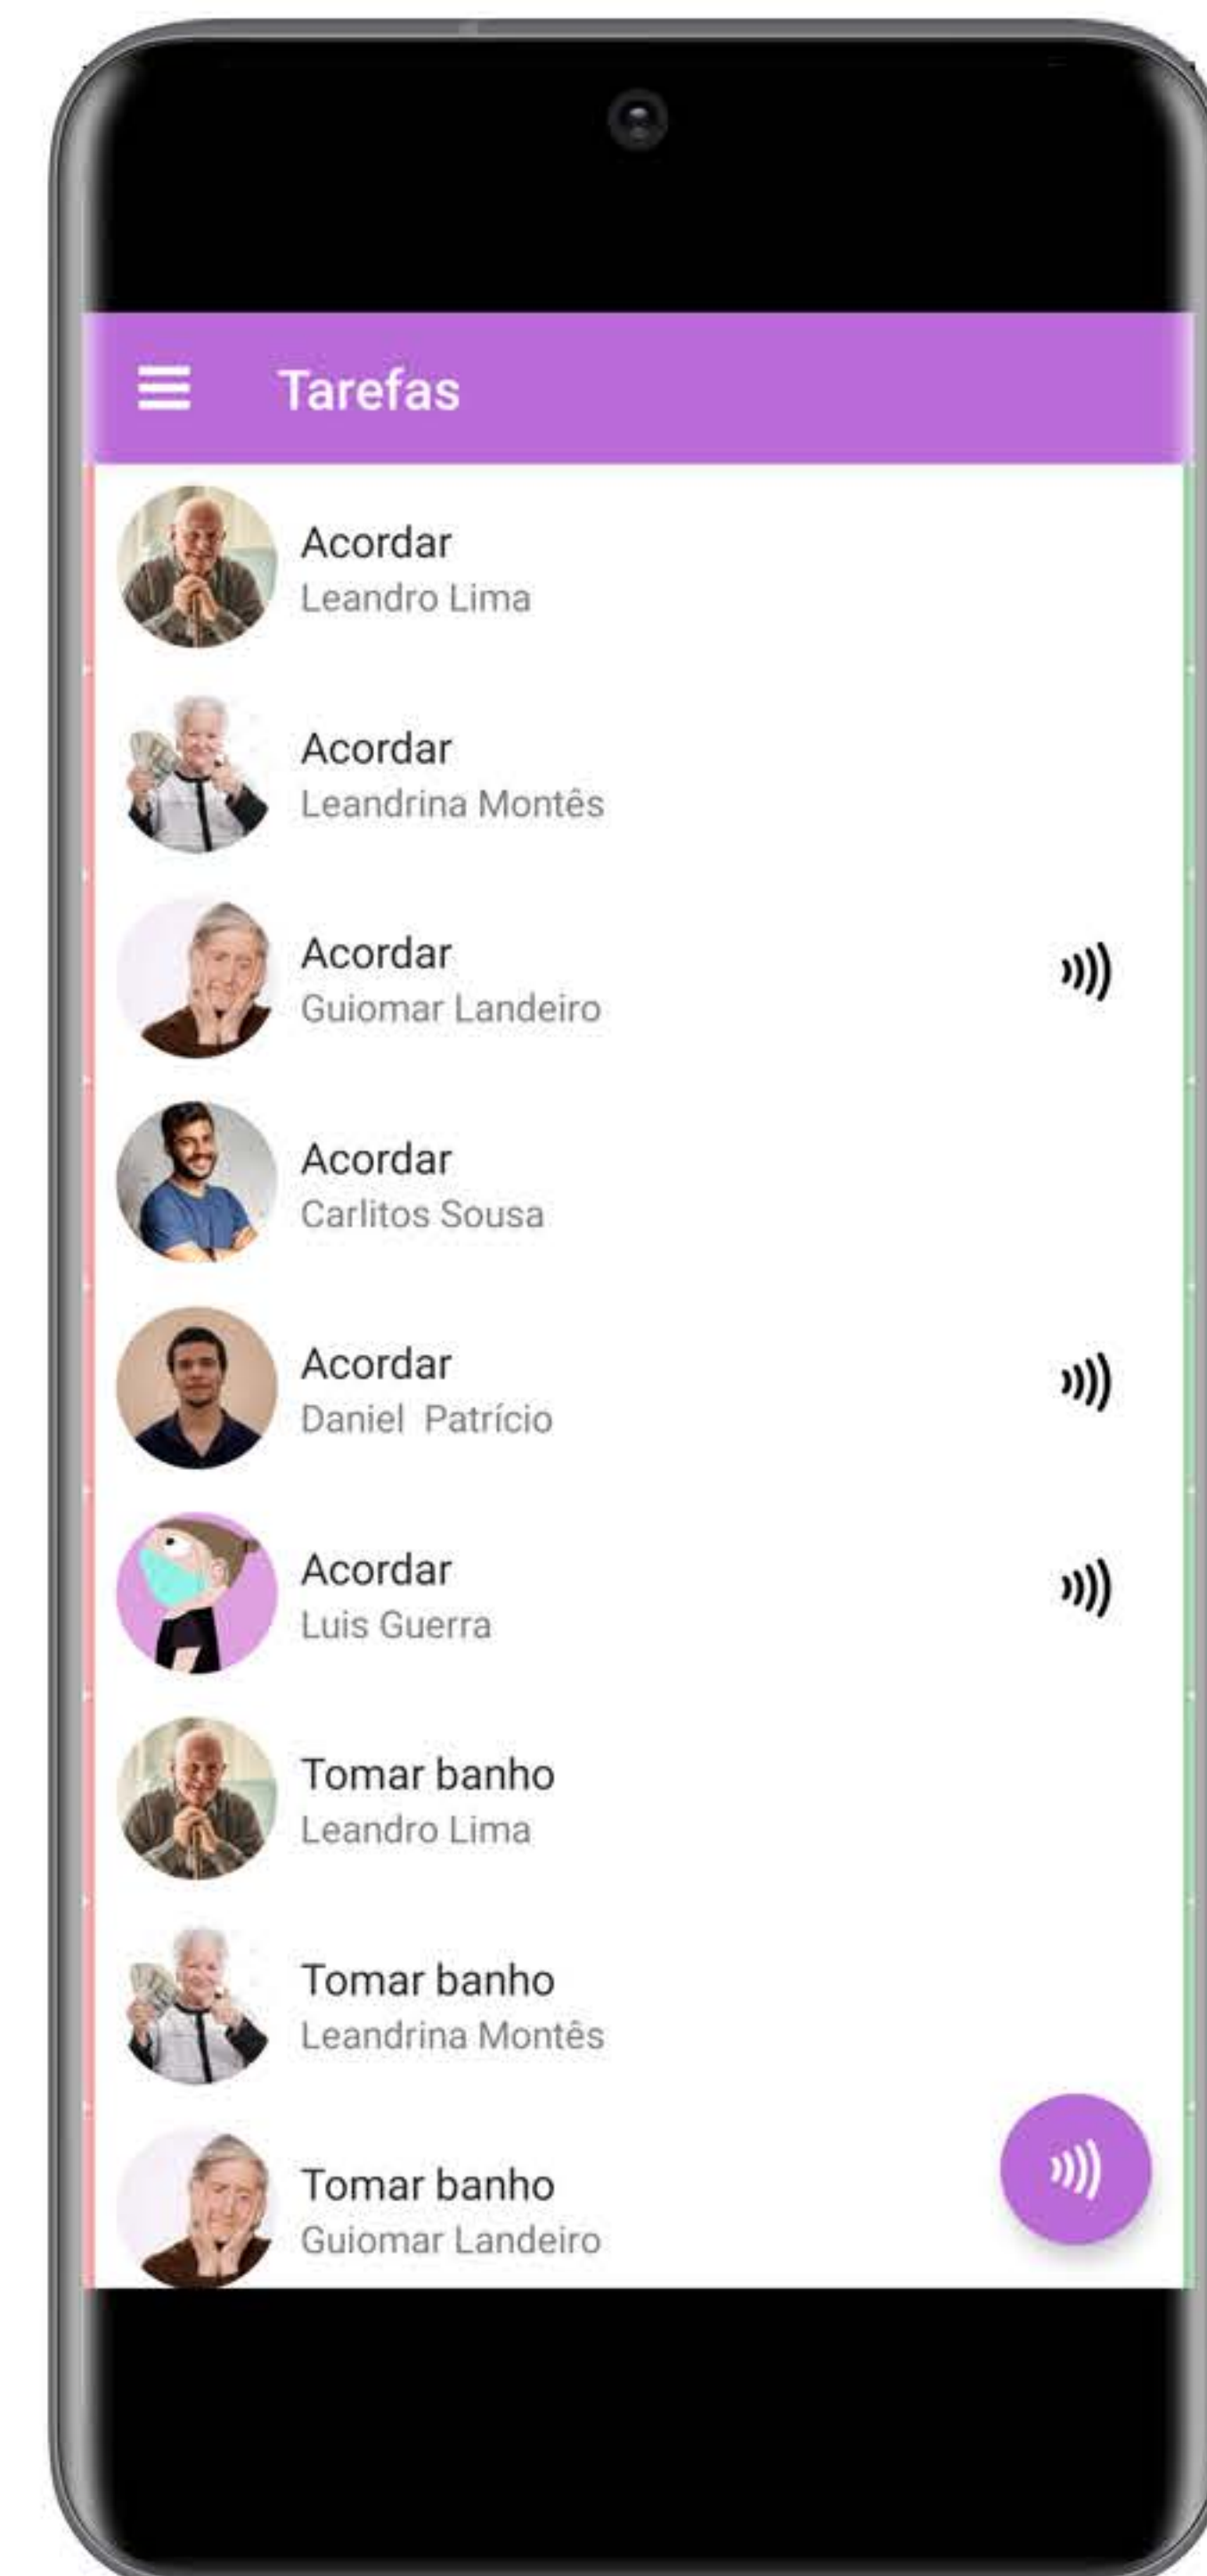 Tarefas
Acordar
Leandro Lima
Acordar
Leandrina Montês
Acordar
Guiomar Landeiro
Acordar
Carlitos Sousa
Acordar
Daniel  Patrício
Acordar
Luis Guerra
Tomar banho
Leandro Lima
Tomar banho
Leandrina Montês
Tomar banho
Guiomar Landeiro